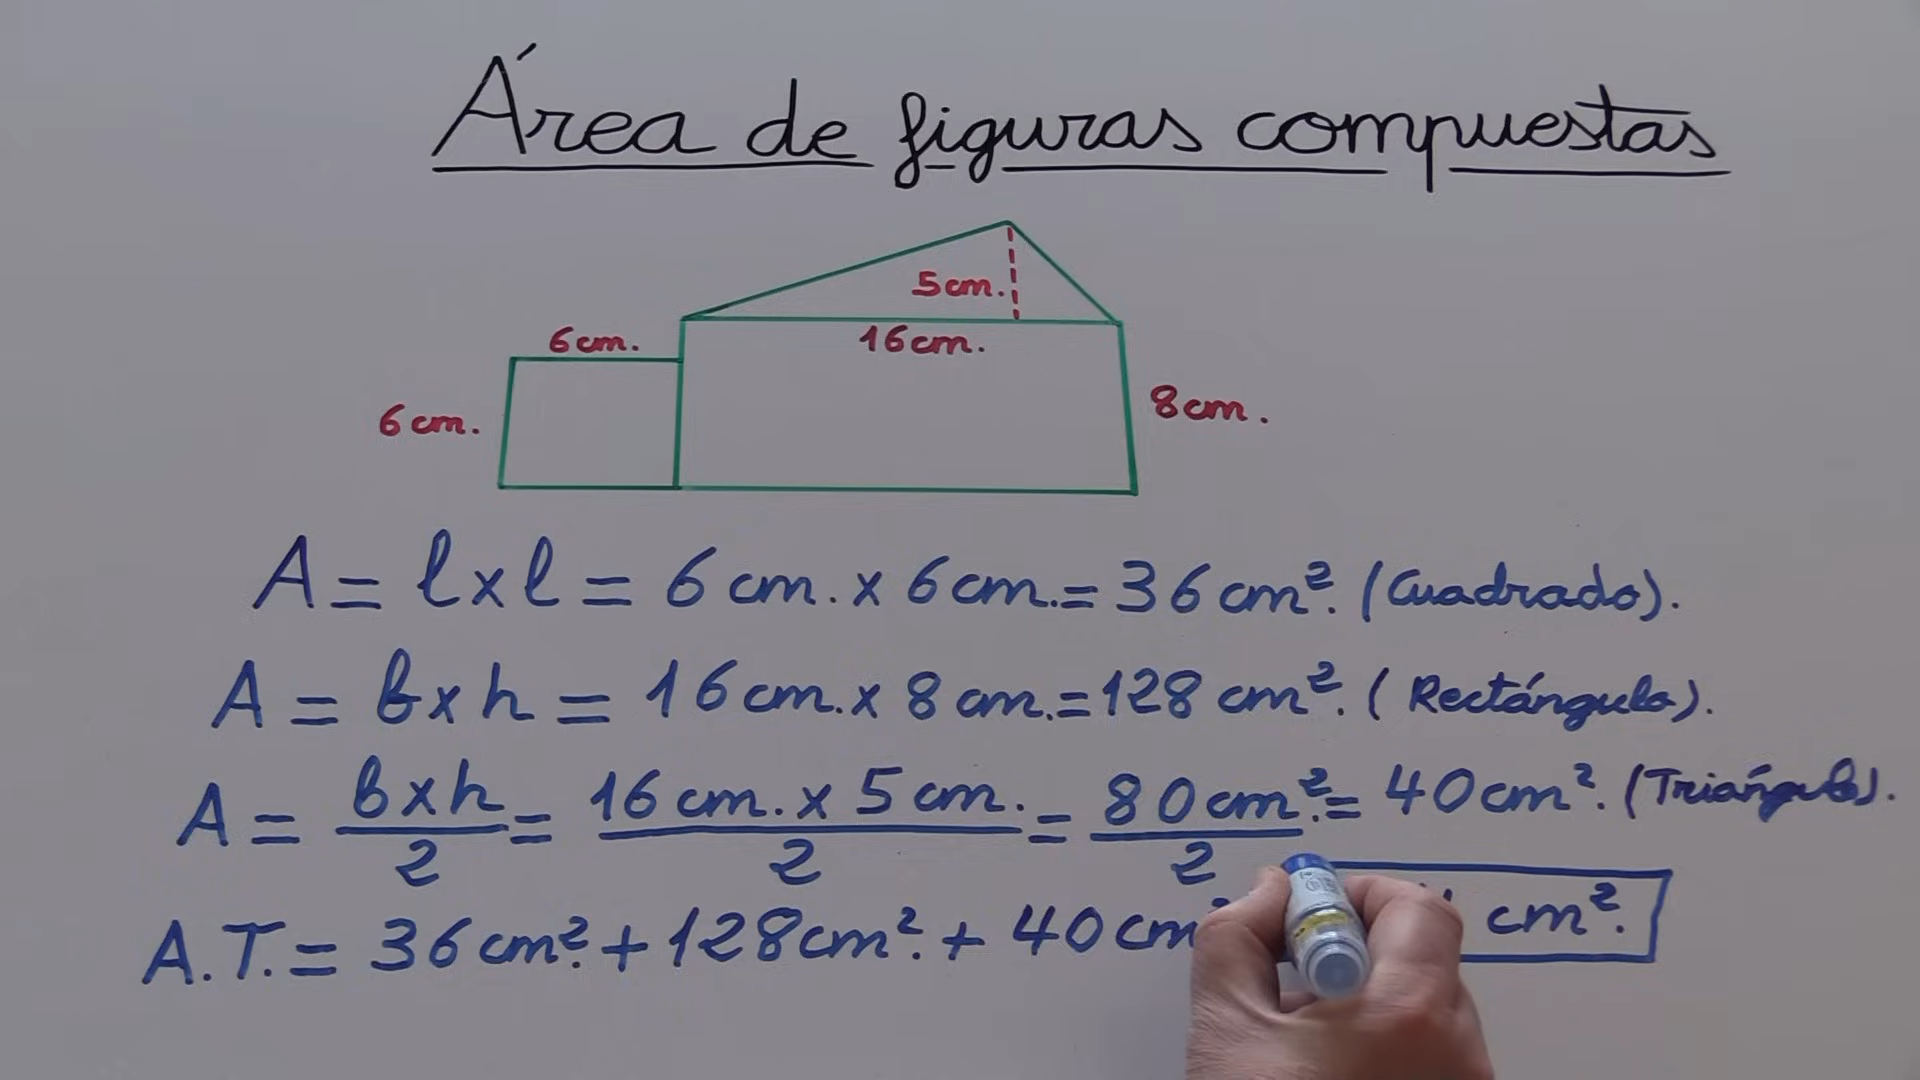 Área de figuras compuestas
5cm.
6cm.
16cm.
6cm.
8cm.
A = l x l = 6 cm. x 6 cm. = 36 cm². (Cuadrado).
A = b x h = 16 cm. x 8 cm. = 128 cm². (Rectángulo).
A = b x h / 2 = 16 cm. x 5 cm. / 2 = 80 cm². / 2 = 40 cm². (Triángulo).
A.T. = 36 cm². + 128 cm². + 40 cm² cm².